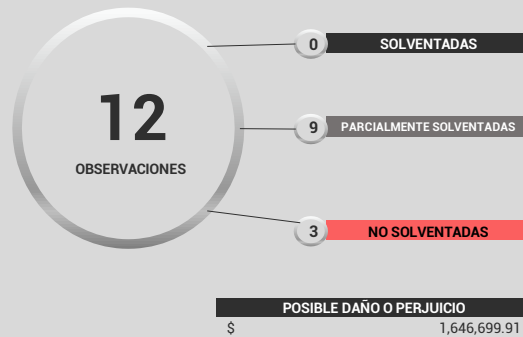 12
OBSERVACIONES
0 SOLVENTADAS
9 PARCIALMENTE SOLVENTADAS
3 NO SOLVENTADAS
POSIBLE DAÑO O PERJUICIO
$ 1,646,699.91